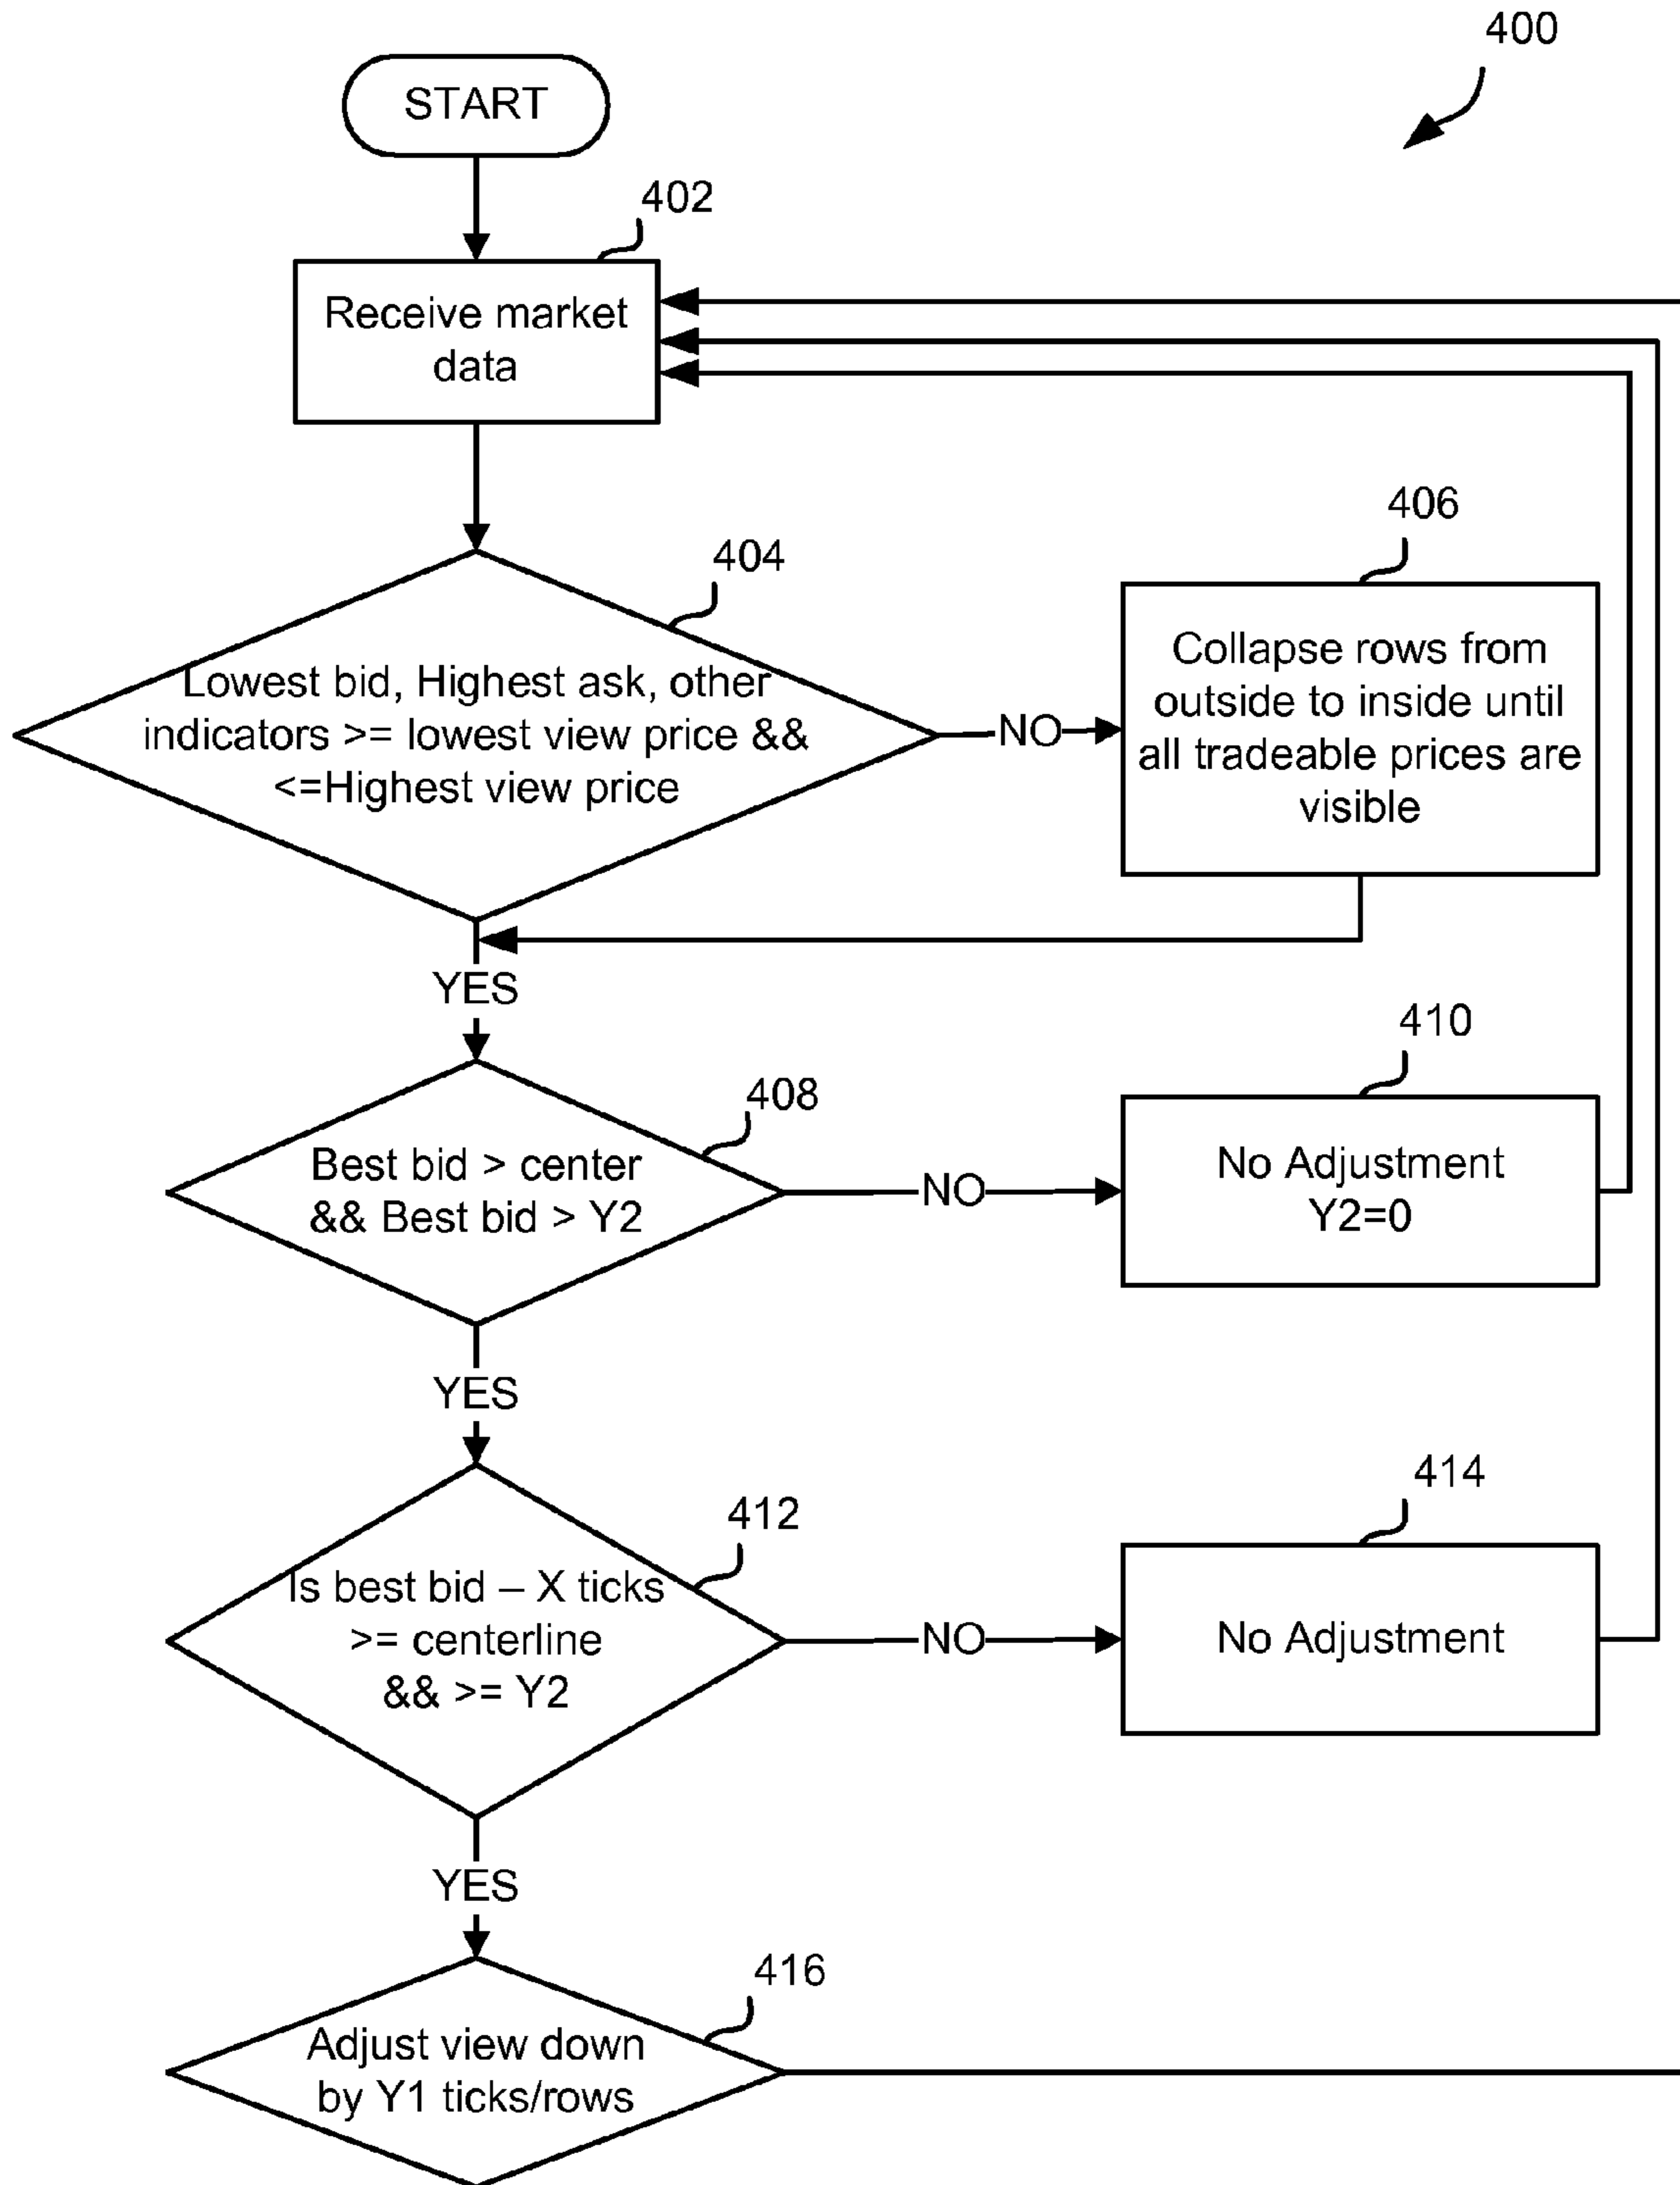 400
START
402
Receive market
data
404
Lowest bid, Highest ask, other
indicators >= lowest view price &&
<=Highest view price
NO
406
Collapse rows from
outside to inside until
all tradeable prices are
visible
YES
408
Best bid > center
&& Best bid > Y2
NO
410
No Adjustment
Y2=0
YES
412
Is best bid – X ticks
>= centerline
&& >= Y2
NO
414
No Adjustment
YES
416
Adjust view down
by Y1 ticks/rows